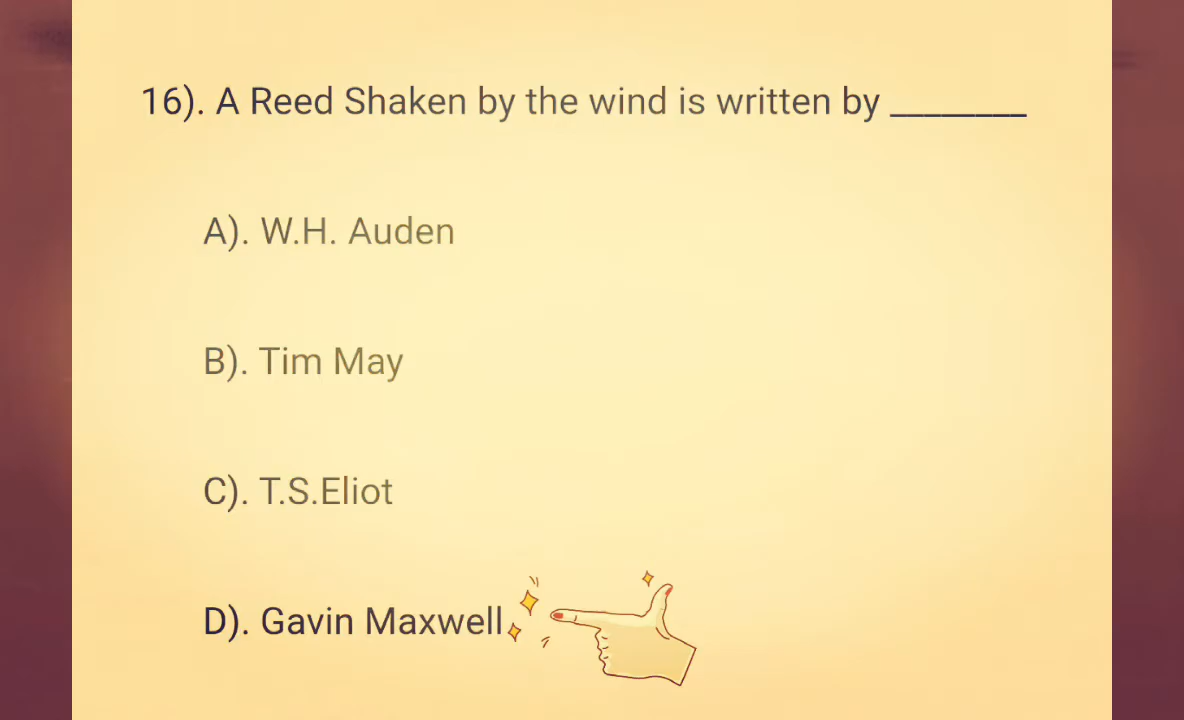 16). A Reed Shaken by the wind is written by ________
A). W.H. Auden
B). Tim May
C). T.S.Eliot
D). Gavin Maxwell